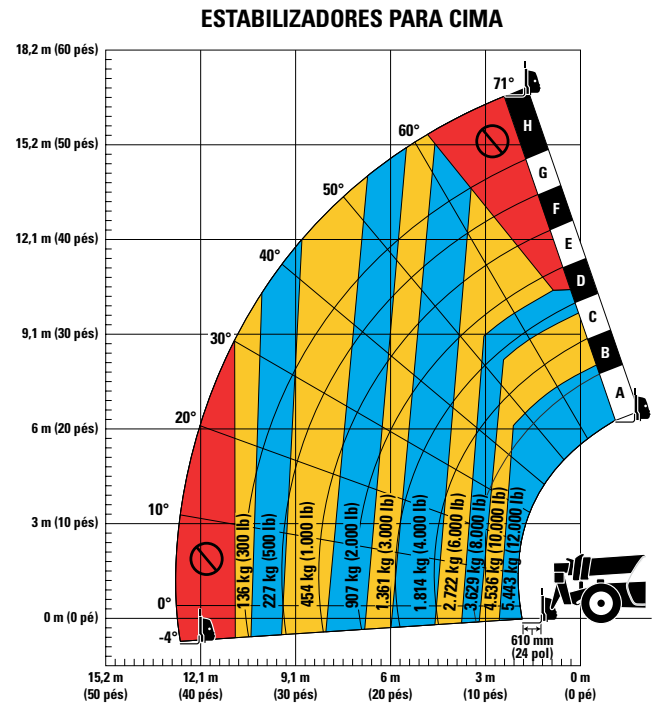 ESTABILIZADORES PARA CIMA
18,2 m (60 pés)
15,2 m (50 pés)
12,1 m (40 pés)
9,1 m (30 pés)
6 m (20 pés)
3 m (10 pés)
0 m (0 pé)
71°
60°
50°
40°
30°
20°
10°
0°
-4°
H
G
F
E
D
C
B
A
136 kg (300 lb)
227 kg (500 lb)
454 kg (1.000 lb)
907 kg (2.000 lb)
1.361 kg (3.000 lb)
1.814 kg (4.000 lb)
2.722 kg (6.000 lb)
3.629 kg (8.000 lb)
4.536 kg (10.000 lb)
5.443 kg (12.000 lb)
610 mm
(24 pol)
15,2 m
(50 pés)
12,1 m
(40 pés)
9,1 m
(30 pés)
6 m
(20 pés)
3 m
(10 pés)
0 m
(0 pé)